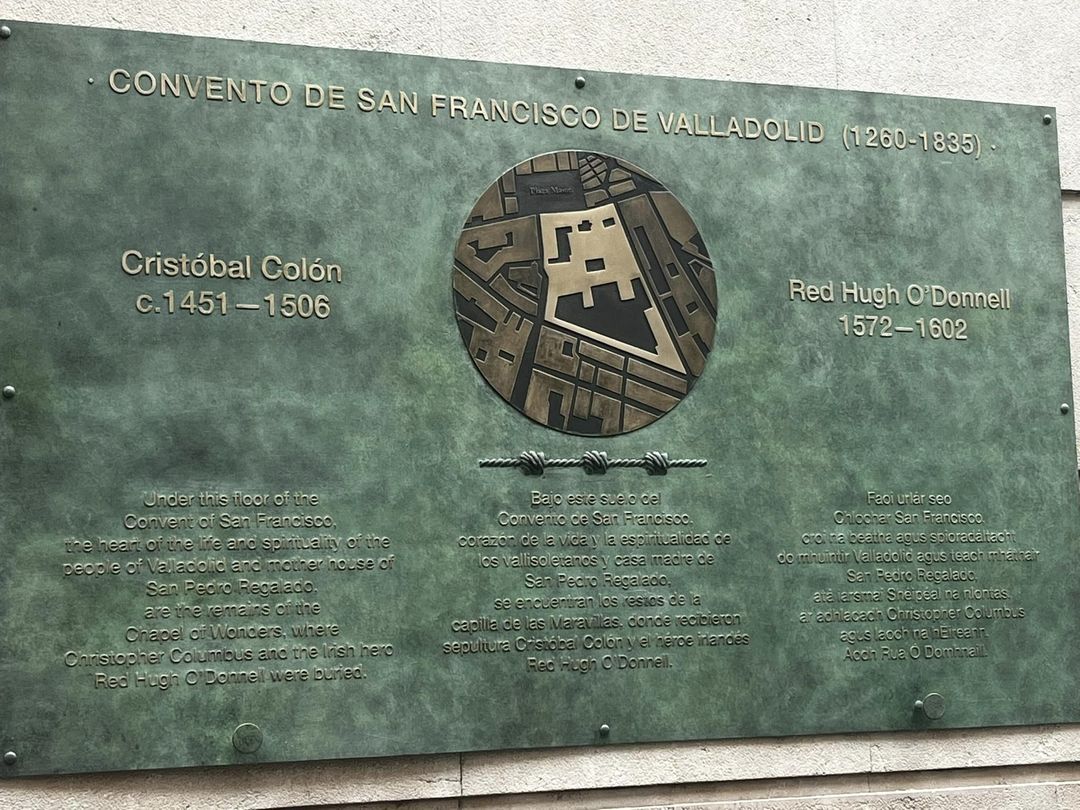 · CONVENTO DE SAN FRANCISCO DE VALLADOLID (1260-1835) ·
Plaza Mayor
Cristóbal Colón
c.1451—1506
Red Hugh O'Donnell
1572—1602
Under this floor of the
Convent of San Francisco,
the heart of the life and spirituality of the
people of Valladolid and mother house of
San Pedro Regalado,
are the remains of the
Chapel of Wonders, where
Christopher Columbus and the Irish hero
Red Hugh O'Donnell were buried.
Bajo este suelo del
Convento de San Francisco,
corazón de la vida y la espiritualidad de
los Vallisoletanos y casa madre de
San Pedro Regalado,
se encuentran los restos de la
capilla de las Maravillas, donde recibieron
sepultura Cristóbal Colón y el héroe irlandés
Red Hugh O'Donnell.
Faoi urlár seo
Chlochar San Francisco,
croí na beatha agus spioradáltacht
do mhuintir Valladolid agus teach mháthair
San Pedro Regalado,
atá iarsmaí Shéipéal na nIontas,
ar adhlacadh Christopher Columbus
agus laoch na hÉireann,
Aodh Rua Ó Domhnaill.